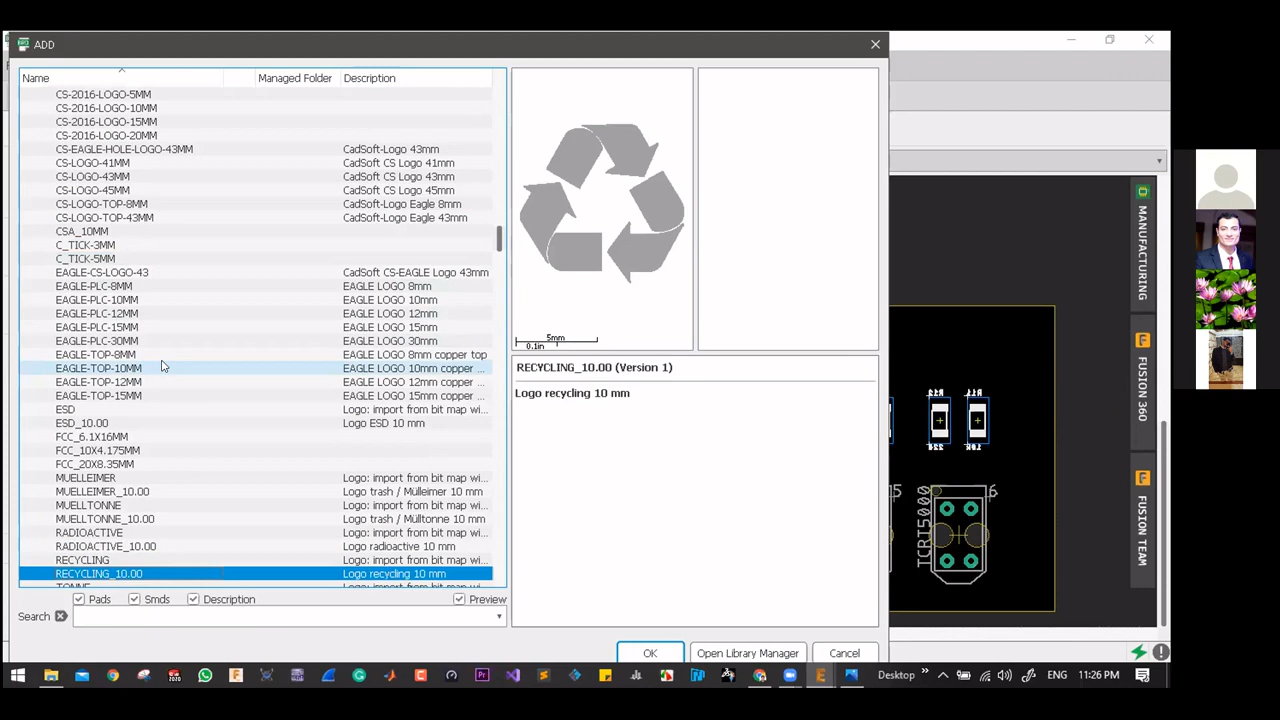 ADD
Name Managed Folder Description
CS-2016-LOGO-5MM
CS-2016-LOGO-10MM
CS-2016-LOGO-15MM
CS-2016-LOGO-20MM
CS-EAGLE-HOLE-LOGO-43MM CadSoft-Logo 43mm
CS-LOGO-41MM CadSoft CS Logo 41mm
CS-LOGO-43MM CadSoft CS Logo 43mm
CS-LOGO-45MM CadSoft CS Logo 45mm
CS-LOGO-TOP-8MM CadSoft-Logo Eagle 8mm
CS-LOGO-TOP-43MM CadSoft-Logo Eagle 43mm
CSA_10MM
C_TICK-3MM
C_TICK-5MM
EAGLE-CS-LOGO-43 CadSoft CS-EAGLE Logo 43mm
EAGLE-PLC-8MM EAGLE LOGO 8mm
EAGLE-PLC-10MM EAGLE LOGO 10mm
EAGLE-PLC-12MM EAGLE LOGO 12mm
EAGLE-PLC-15MM EAGLE LOGO 15mm
EAGLE-PLC-30MM EAGLE LOGO 30mm
EAGLE-TOP-8MM EAGLE LOGO 8mm copper top
EAGLE-TOP-10MM EAGLE LOGO 10mm copper ...
EAGLE-TOP-12MM EAGLE LOGO 12mm copper ...
EAGLE-TOP-15MM EAGLE LOGO 15mm copper ...
ESD Logo: import from bit map wi...
ESD_10.00 Logo ESD 10 mm
FCC_6.1X16MM
FCC_10X4.175MM
FCC_20X8.35MM
MUELLEIMER Logo: import from bit map wi...
MUELLEIMER_10.00 Logo trash / Mülleimer 10 mm
MUELLTONNE Logo: import from bit map wi...
MUELLTONNE_10.00 Logo trash / Mülltonne 10 mm
RADIOACTIVE Logo: import from bit map wi...
RADIOACTIVE_10.00 Logo radioactive 10 mm
RECYCLING Logo: import from bit map wi...
RECYCLING_10.00 Logo recycling 10 mm
TONNE Logo: import from bit map wi...
Pads Smds Description Preview
Search
5mm
0.1in
RECYCLING_10.00 (Version 1)
Logo recycling 10 mm
OK Open Library Manager Cancel
MANUFACTURING
FUSION 360
FUSION TEAM
5
6
TCRT5000
Desktop
ENG 11:26 PM